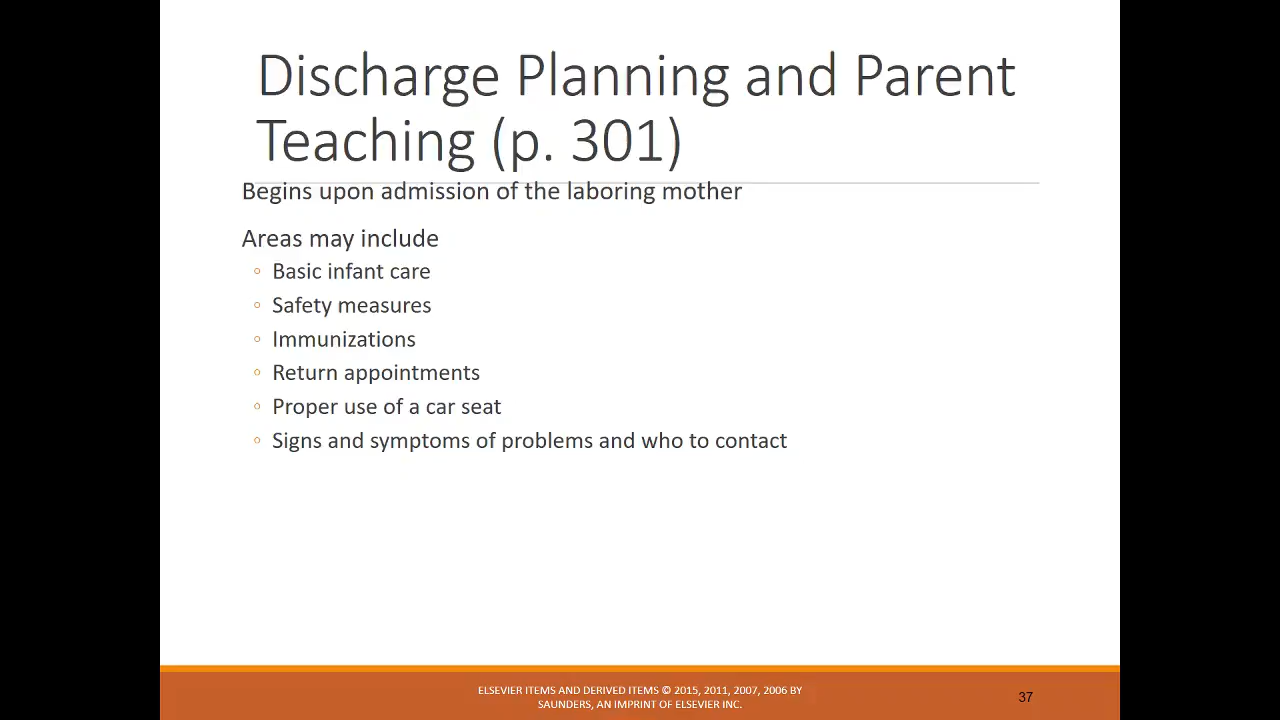 Discharge Planning and Parent
Teaching (p. 301)
Begins upon admission of the laboring mother
Areas may include
◦ Basic infant care
◦ Safety measures
◦ Immunizations
◦ Return appointments
◦ Proper use of a car seat
◦ Signs and symptoms of problems and who to contact
ELSEVIER ITEMS AND DERIVED ITEMS © 2015, 2011, 2007, 2006 BY
SAUNDERS, AN IMPRINT OF ELSEVIER INC.
37